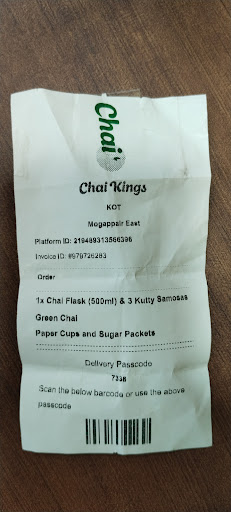 Chai
Chai Kings
KOT
Mogappair East
Platform ID: 219489313566396
Invoice ID: #979726283
Order
1x Chai Flask (500ml) & 3 Kutty Samosas
Green Chai
Paper Cups and Sugar Packets
Delivery Passcode
7338
Scan the below barcode or use the above
passcode